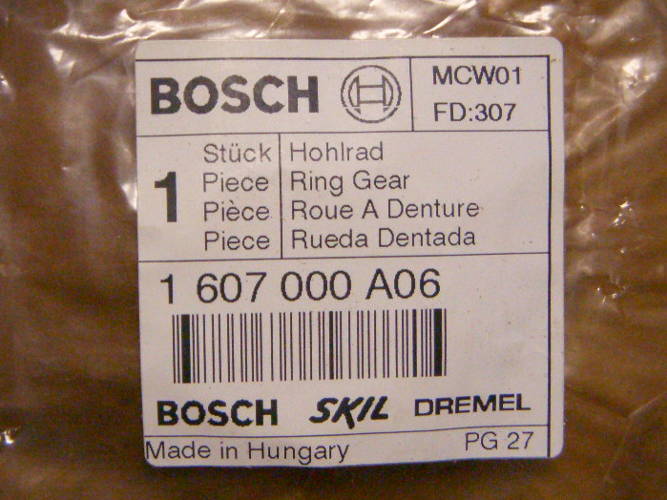 BOSCH
MCW01
FD:307
1
Stück Hohlrad
Piece Ring Gear
Pièce Roue A Denture
Piece Rueda Dentada
1 607 000 A06
BOSCH SKIL DREMEL
Made in Hungary PG 27